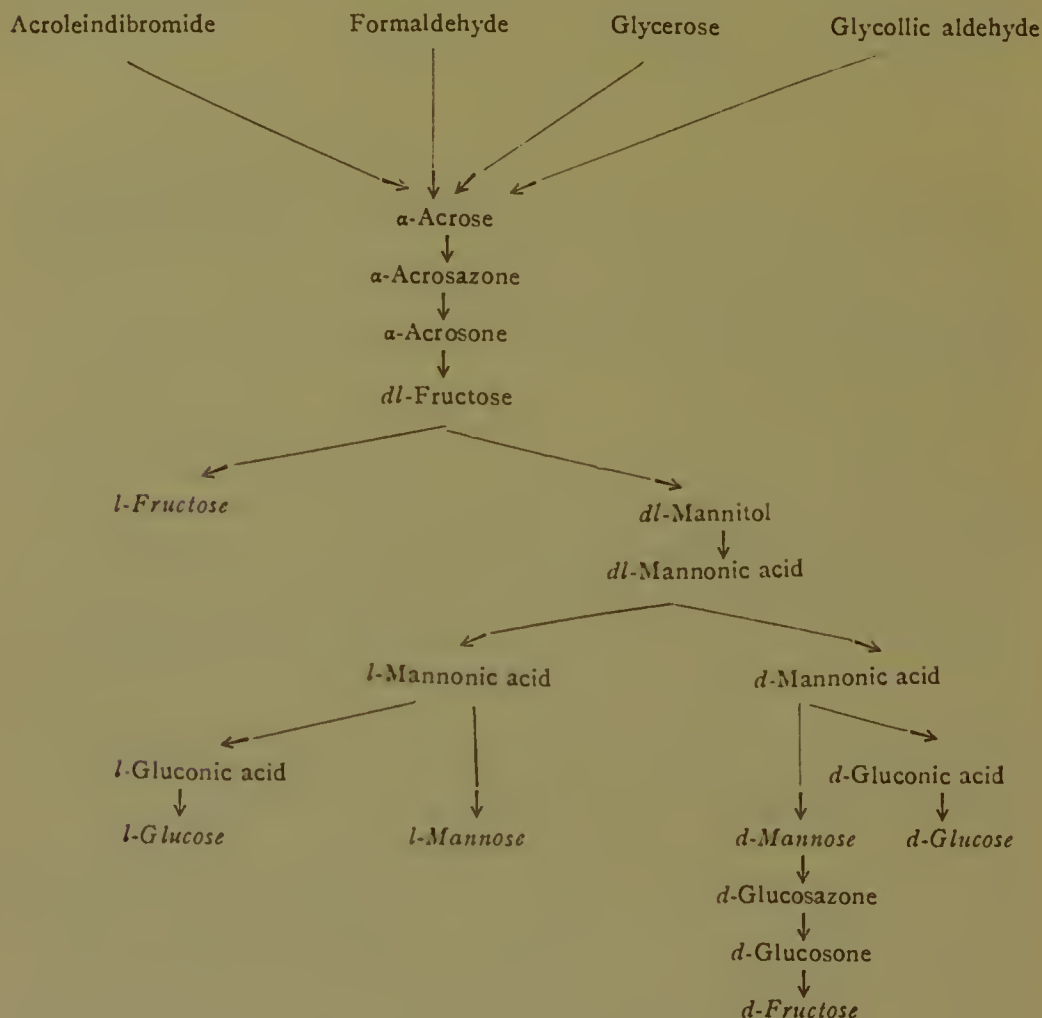 Acroleindibromide Formaldehyde Glycerose Glycollic aldehyde
α-Acrose
α-Acrosazone
α-Acrosone
dl-Fructose
l-Fructose dl-Mannitol
dl-Mannonic acid
l-Mannonic acid d-Mannonic acid
l-Gluconic acid d-Gluconic acid
l-Glucose l-Mannose d-Mannose d-Glucose
d-Glucosazone
d-Glucosone
d-Fructose